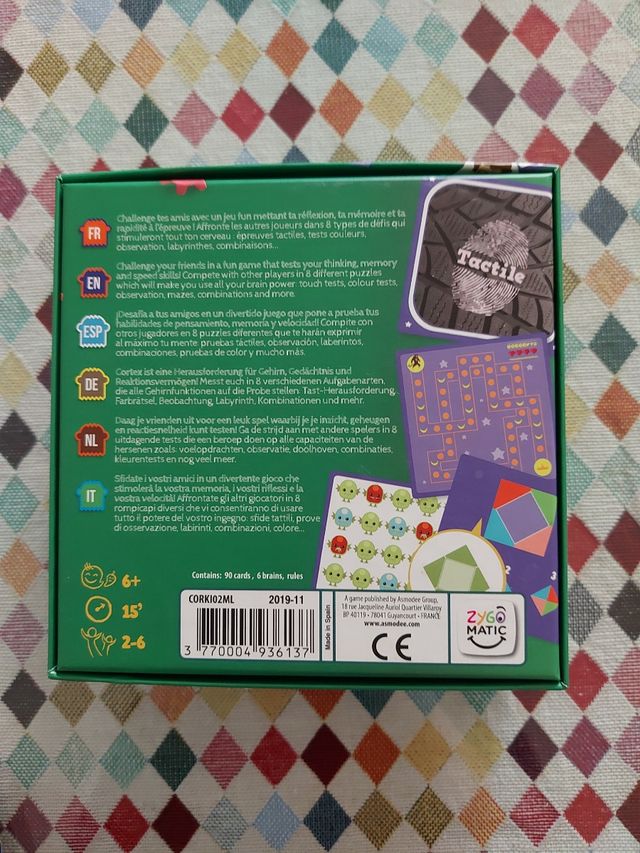 FR
Challenge tes amis avec un jeu fun mettant ta réflexion, ta mémoire et ta
rapidité à l'épreuve ! Affronte les autres joueurs dans 8 types de défis qui
stimuleront tout ton cerveau : épreuves tactiles, tests couleurs,
observation, labyrinthes, combinaisons...
EN
Challenge your friends in a fun game that tests your thinking, memory
and speed skills! Compete with other players in 8 different puzzles
which will make you use all your brain power: touch tests, colour tests,
observation, mazes, combinations and more.
ESP
¡Desafía a tus amigos en un divertido juego que pone a prueba tus
habilidades de pensamiento, memoria y velocidad! Compite con
otros jugadores en 8 puzzles diferentes que te harán exprimir
al máximo tu mente: pruebas táctiles, observación, laberintos,
combinaciones, pruebas de color y mucho más.
DE
Cortex ist eine Herausforderung für Gehirn, Gedächtnis und
Reaktionsvermögen! Messt euch in 8 verschiedenen Aufgabenarten,
die alle Gehirnfunktionen auf die Probe stellen: Tast-Herausforderung,
Farbrätsel, Beobachtung, Labyrinth, Kombinationen und mehr.
NL
Daag je vrienden uit voor een leuk spel waarbij je je inzicht, geheugen
en reactiesnelheid kunt testen! Ga de strijd aan met andere spelers in 8
uitdagende tests die een beroep doen op alle capaciteiten van de
hersenen zoals: voelopdrachten, observatie, doolhoven, combinaties,
kleurentests en nog veel meer.
IT
Sfidate i vostri amici in un divertente gioco che
stimolerà la vostra memoria, i vostri riflessi e la
vostra velocità! Affrontate gli altri giocatori in 8
rompicapi diversi che vi consentiranno di usare
tutto il potere del vostro ingegno: sfide tattili, prove
di osservazione, labirinti, combinazioni, colore...
Tactile
2
3
6+
15'
2-6
Contains: 90 cards, 6 brains, rules
CORKI02ML 2019-11
3 770004 936137
Made in Spain
A game published by Asmodee Group,
18 rue Jacqueline Auriol Quartier Villaroy
BP 40119 • 78041 Guyancourt • FRANCE
www.asmodee.com
CE
ZYGO
MATIC